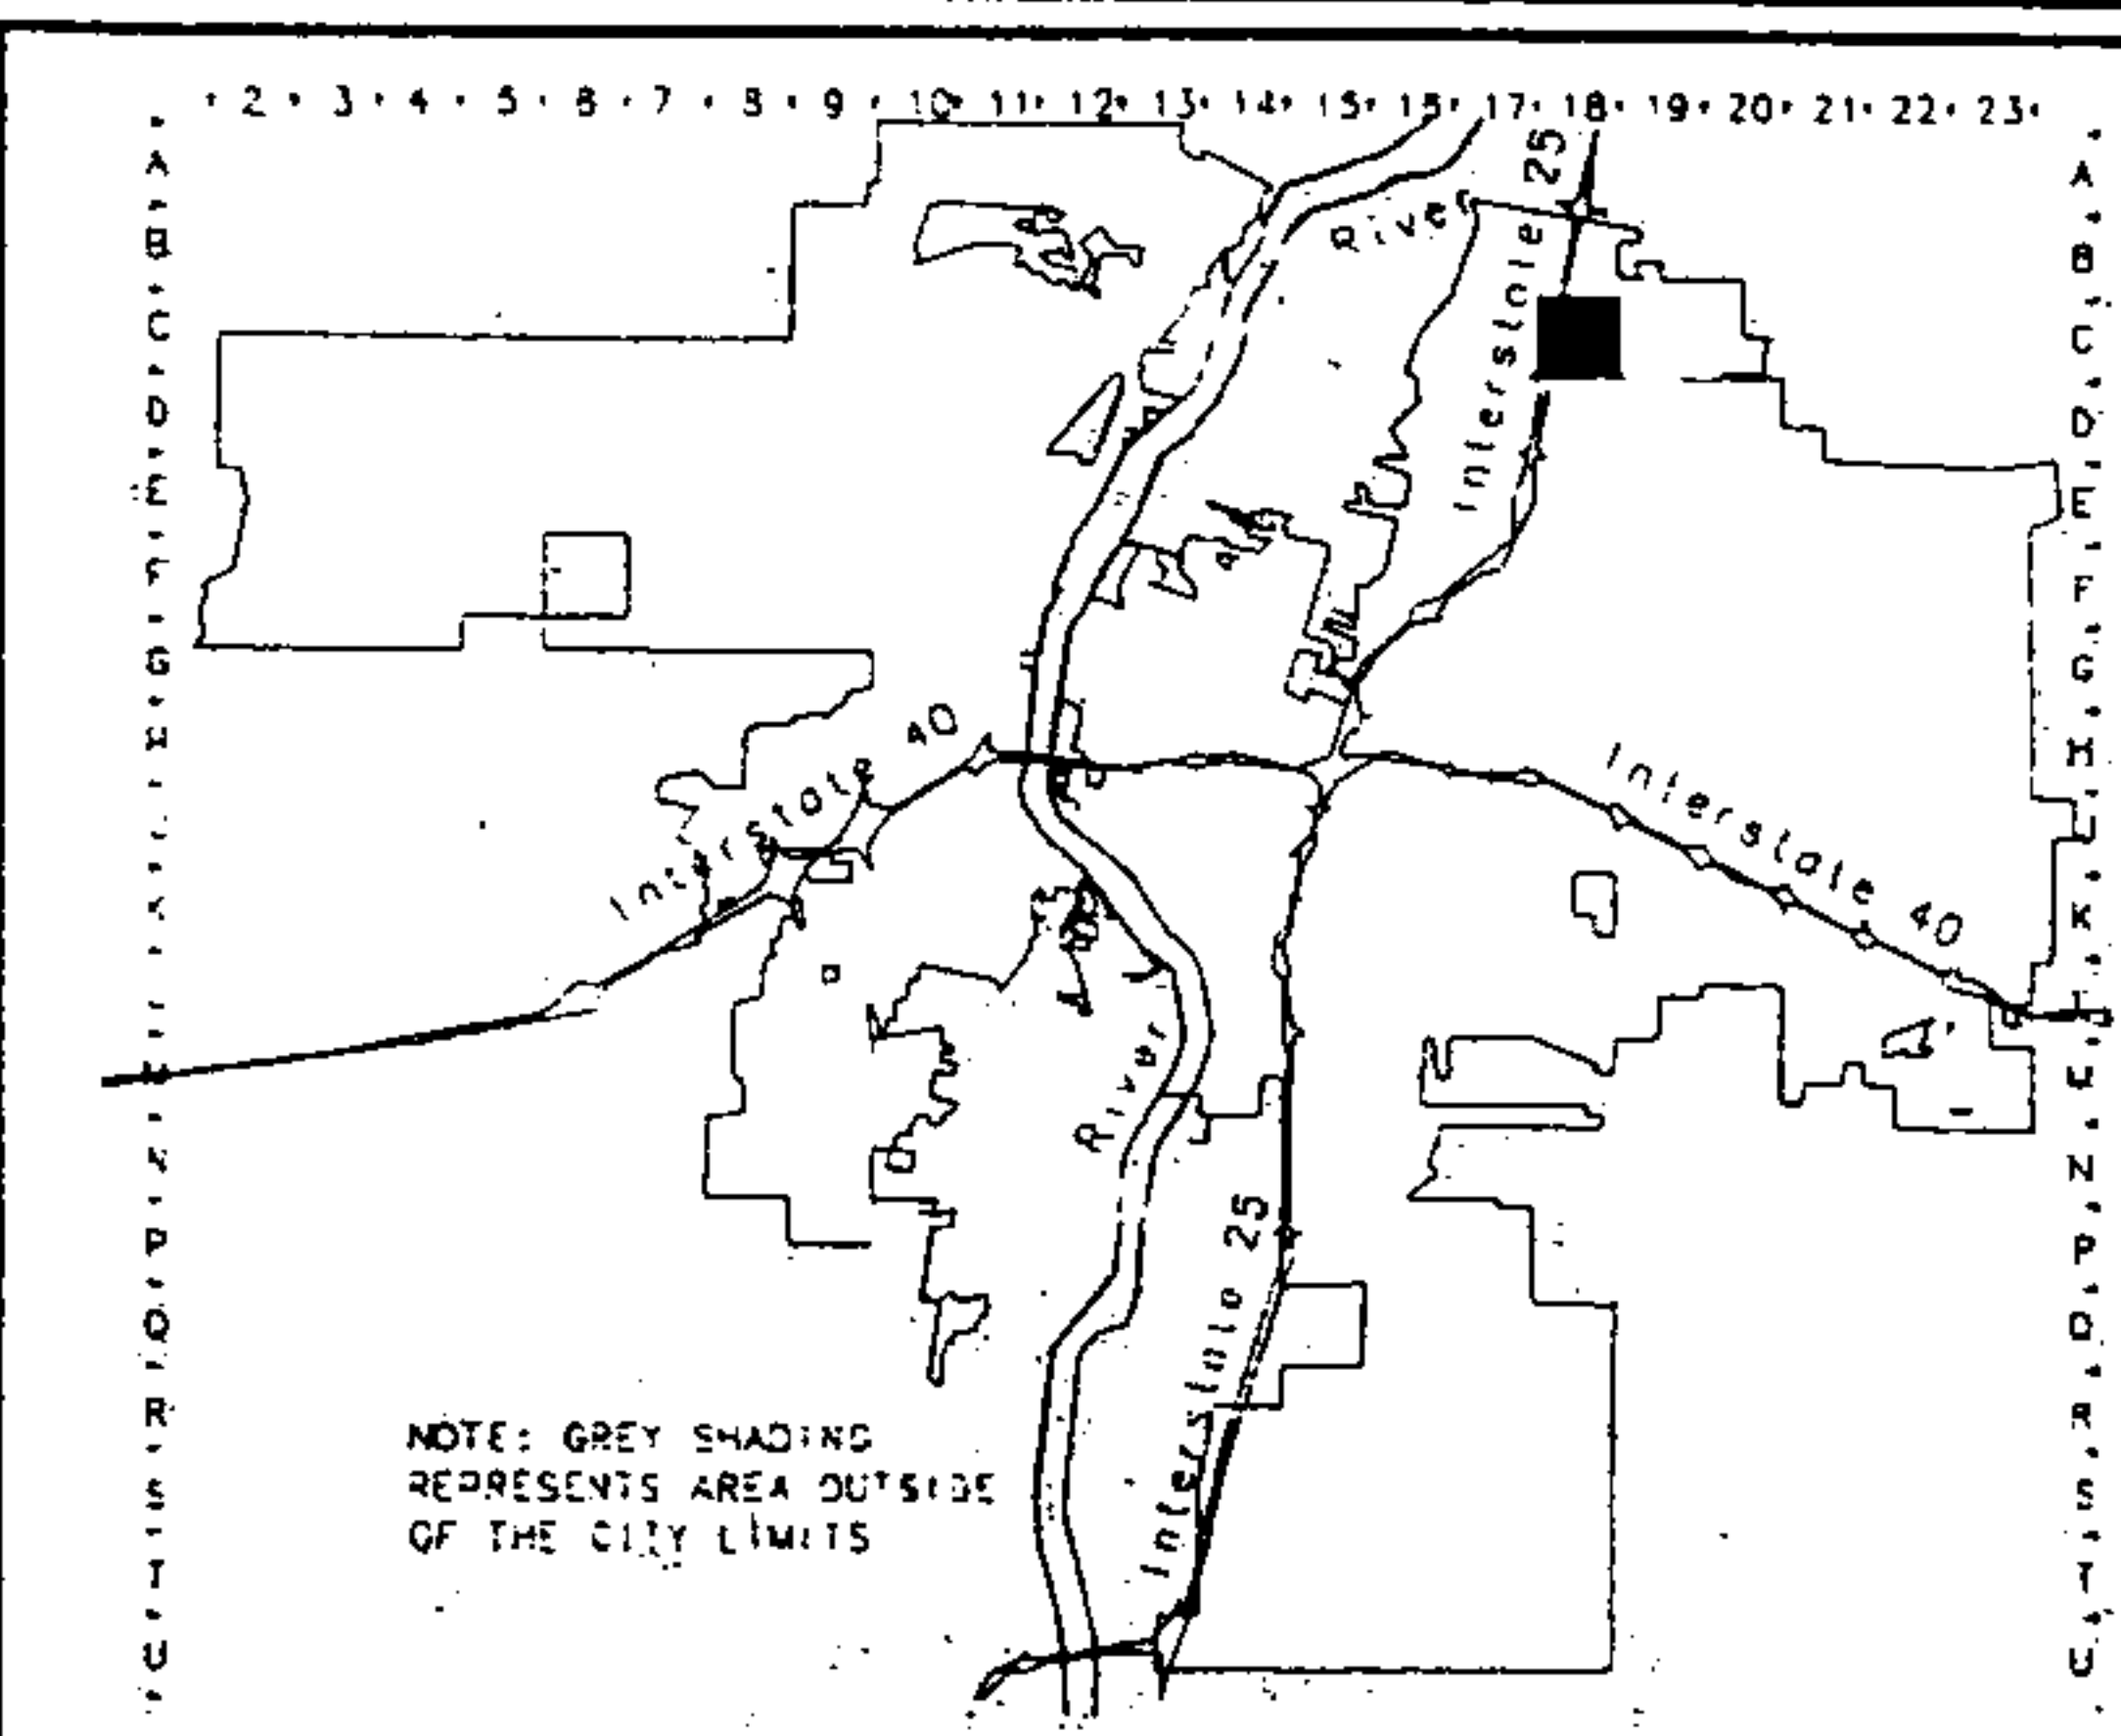 2 3 4 5 6 7 8 9 10 11 12 13 14 15 16 17 18 19 20 21 22 23
A A
B B
C C
D D
E E
F F
G G
H H
J J
K K
L L
M M
N N
P P
Q Q
R R
S S
T T
U U
Interstate 25
River
Interstate 40
Interstate 40
River
Interstate 25
NOTE: GREY SHADING
REPRESENTS AREA OUTSIDE
OF THE CITY LIMITS